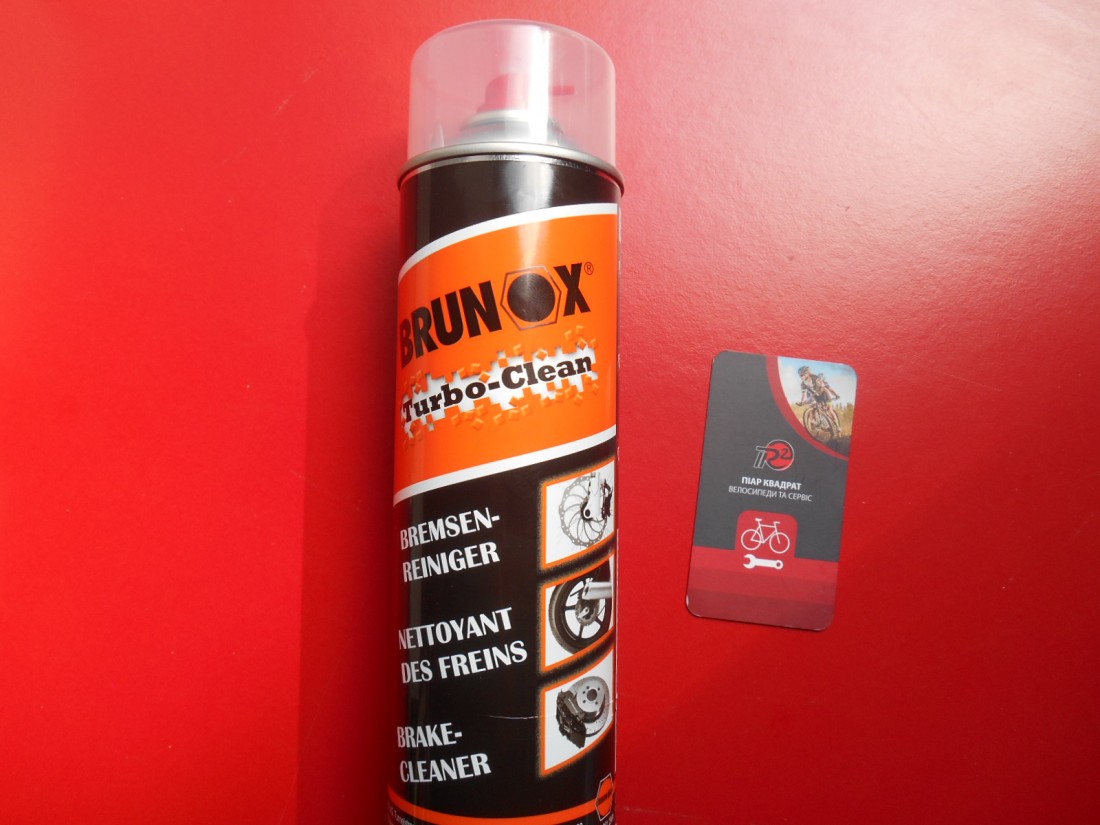 BRUNOX®
Turbo-Clean
BREMSEN-
REINIGER
NETTOYANT
DES FREINS
BRAKE-
CLEANER
ПІАР КВАДРАТ
ВЕЛОСИПЕДИ ТА СЕРВІС